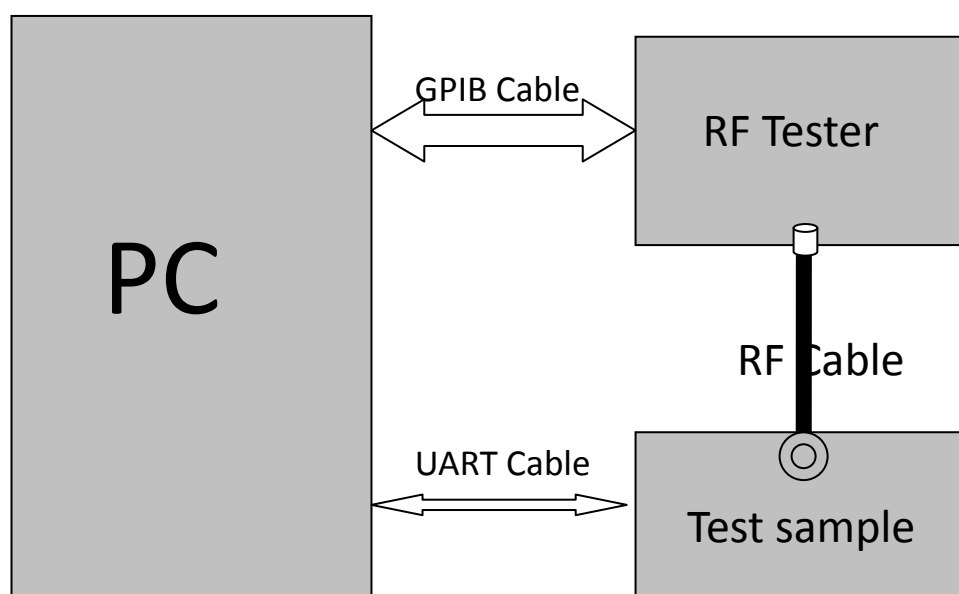 GPIB Cable
RF Tester
PC
RF Cable
UART Cable
Test sample